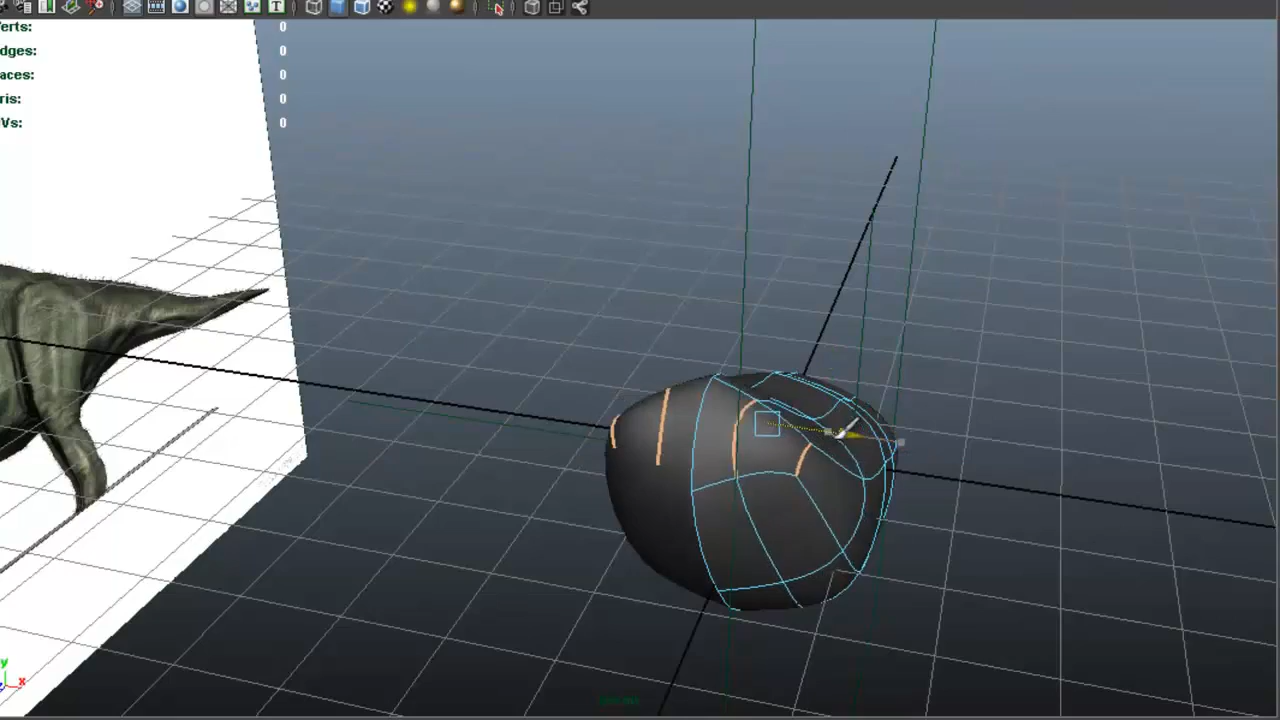 T
erts: 0
dges: 0
aces: 0
ris: 0
Vs: 0
y
x